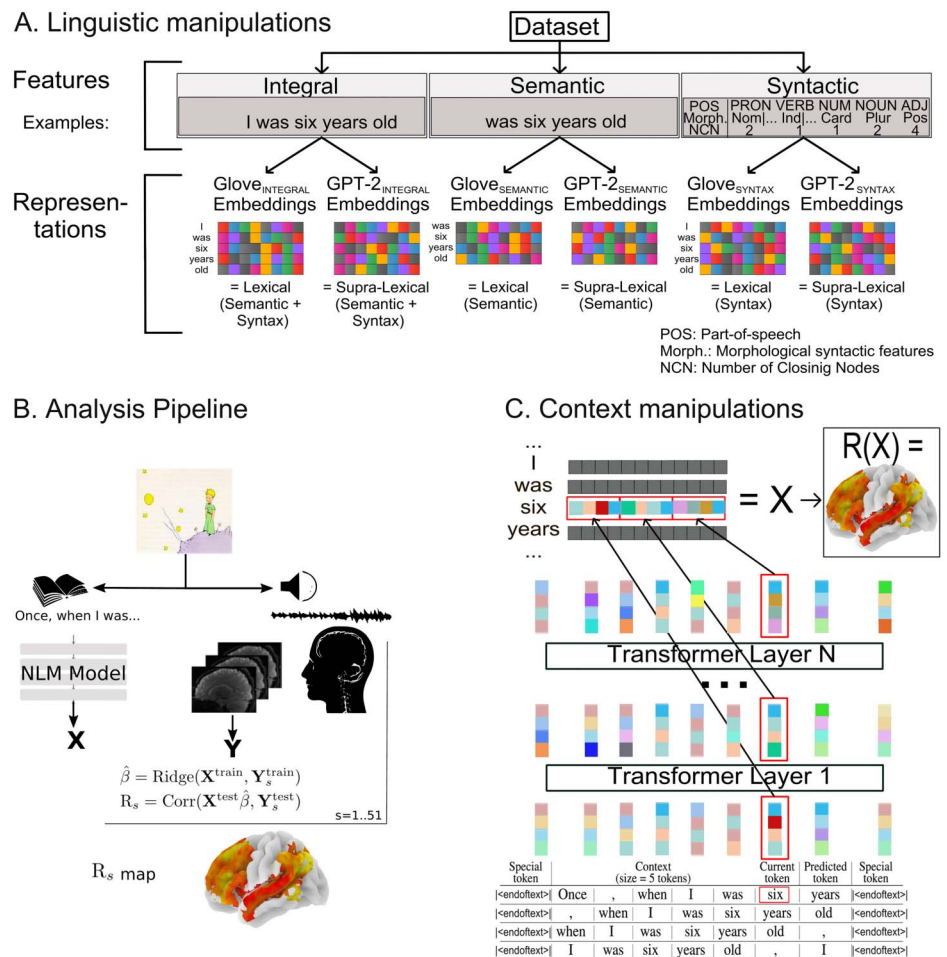 A. Linguistic manipulations
Dataset
Features
Integral
Semantic
Syntactic
Examples:
I was six years old
was six years old
POS PRON VERB NUM NOUN ADJ
Morph. Nom|... Ind|... Card Plur Pos
NCN 2 1 1 2 4
Represen-
tations
GloveINTEGRAL
Embeddings
GPT-2INTEGRAL
Embeddings
GloveSEMANTIC
Embeddings
GPT-2SEMANTIC
Embeddings
GloveSYNTAX
Embeddings
GPT-2SYNTAX
Embeddings
I
was
six
years
old
was
six
years
old
I
was
six
years
old
= Lexical
(Semantic +
Syntax)
= Supra-Lexical
(Semantic +
Syntax)
= Lexical
(Semantic)
= Supra-Lexical
(Semantic)
= Lexical
(Syntax)
= Supra-Lexical
(Syntax)
POS: Part-of-speech
Morph.: Morphological syntactic features
NCN: Number of Closinig Nodes
B. Analysis Pipeline
Once, when I was...
NLM Model
X
Y
β̂ = Ridge(X^train, Y_s^train)
R_s = Corr(X^test β̂, Y_s^test)
s=1..51
R_s map
C. Context manipulations
...
I
was
six
years
...
= X →
R(X) =
Transformer Layer N
...
Transformer Layer 1
Special token
Context (size = 5 tokens)
Current token
Predicted token
Special token
|<endoftext>| Once , when I was six years |<endoftext>|
|<endoftext>| , when I was six years old |<endoftext>|
|<endoftext>| when I was six years old , |<endoftext>|
|<endoftext>| I was six years old , I |<endoftext>|